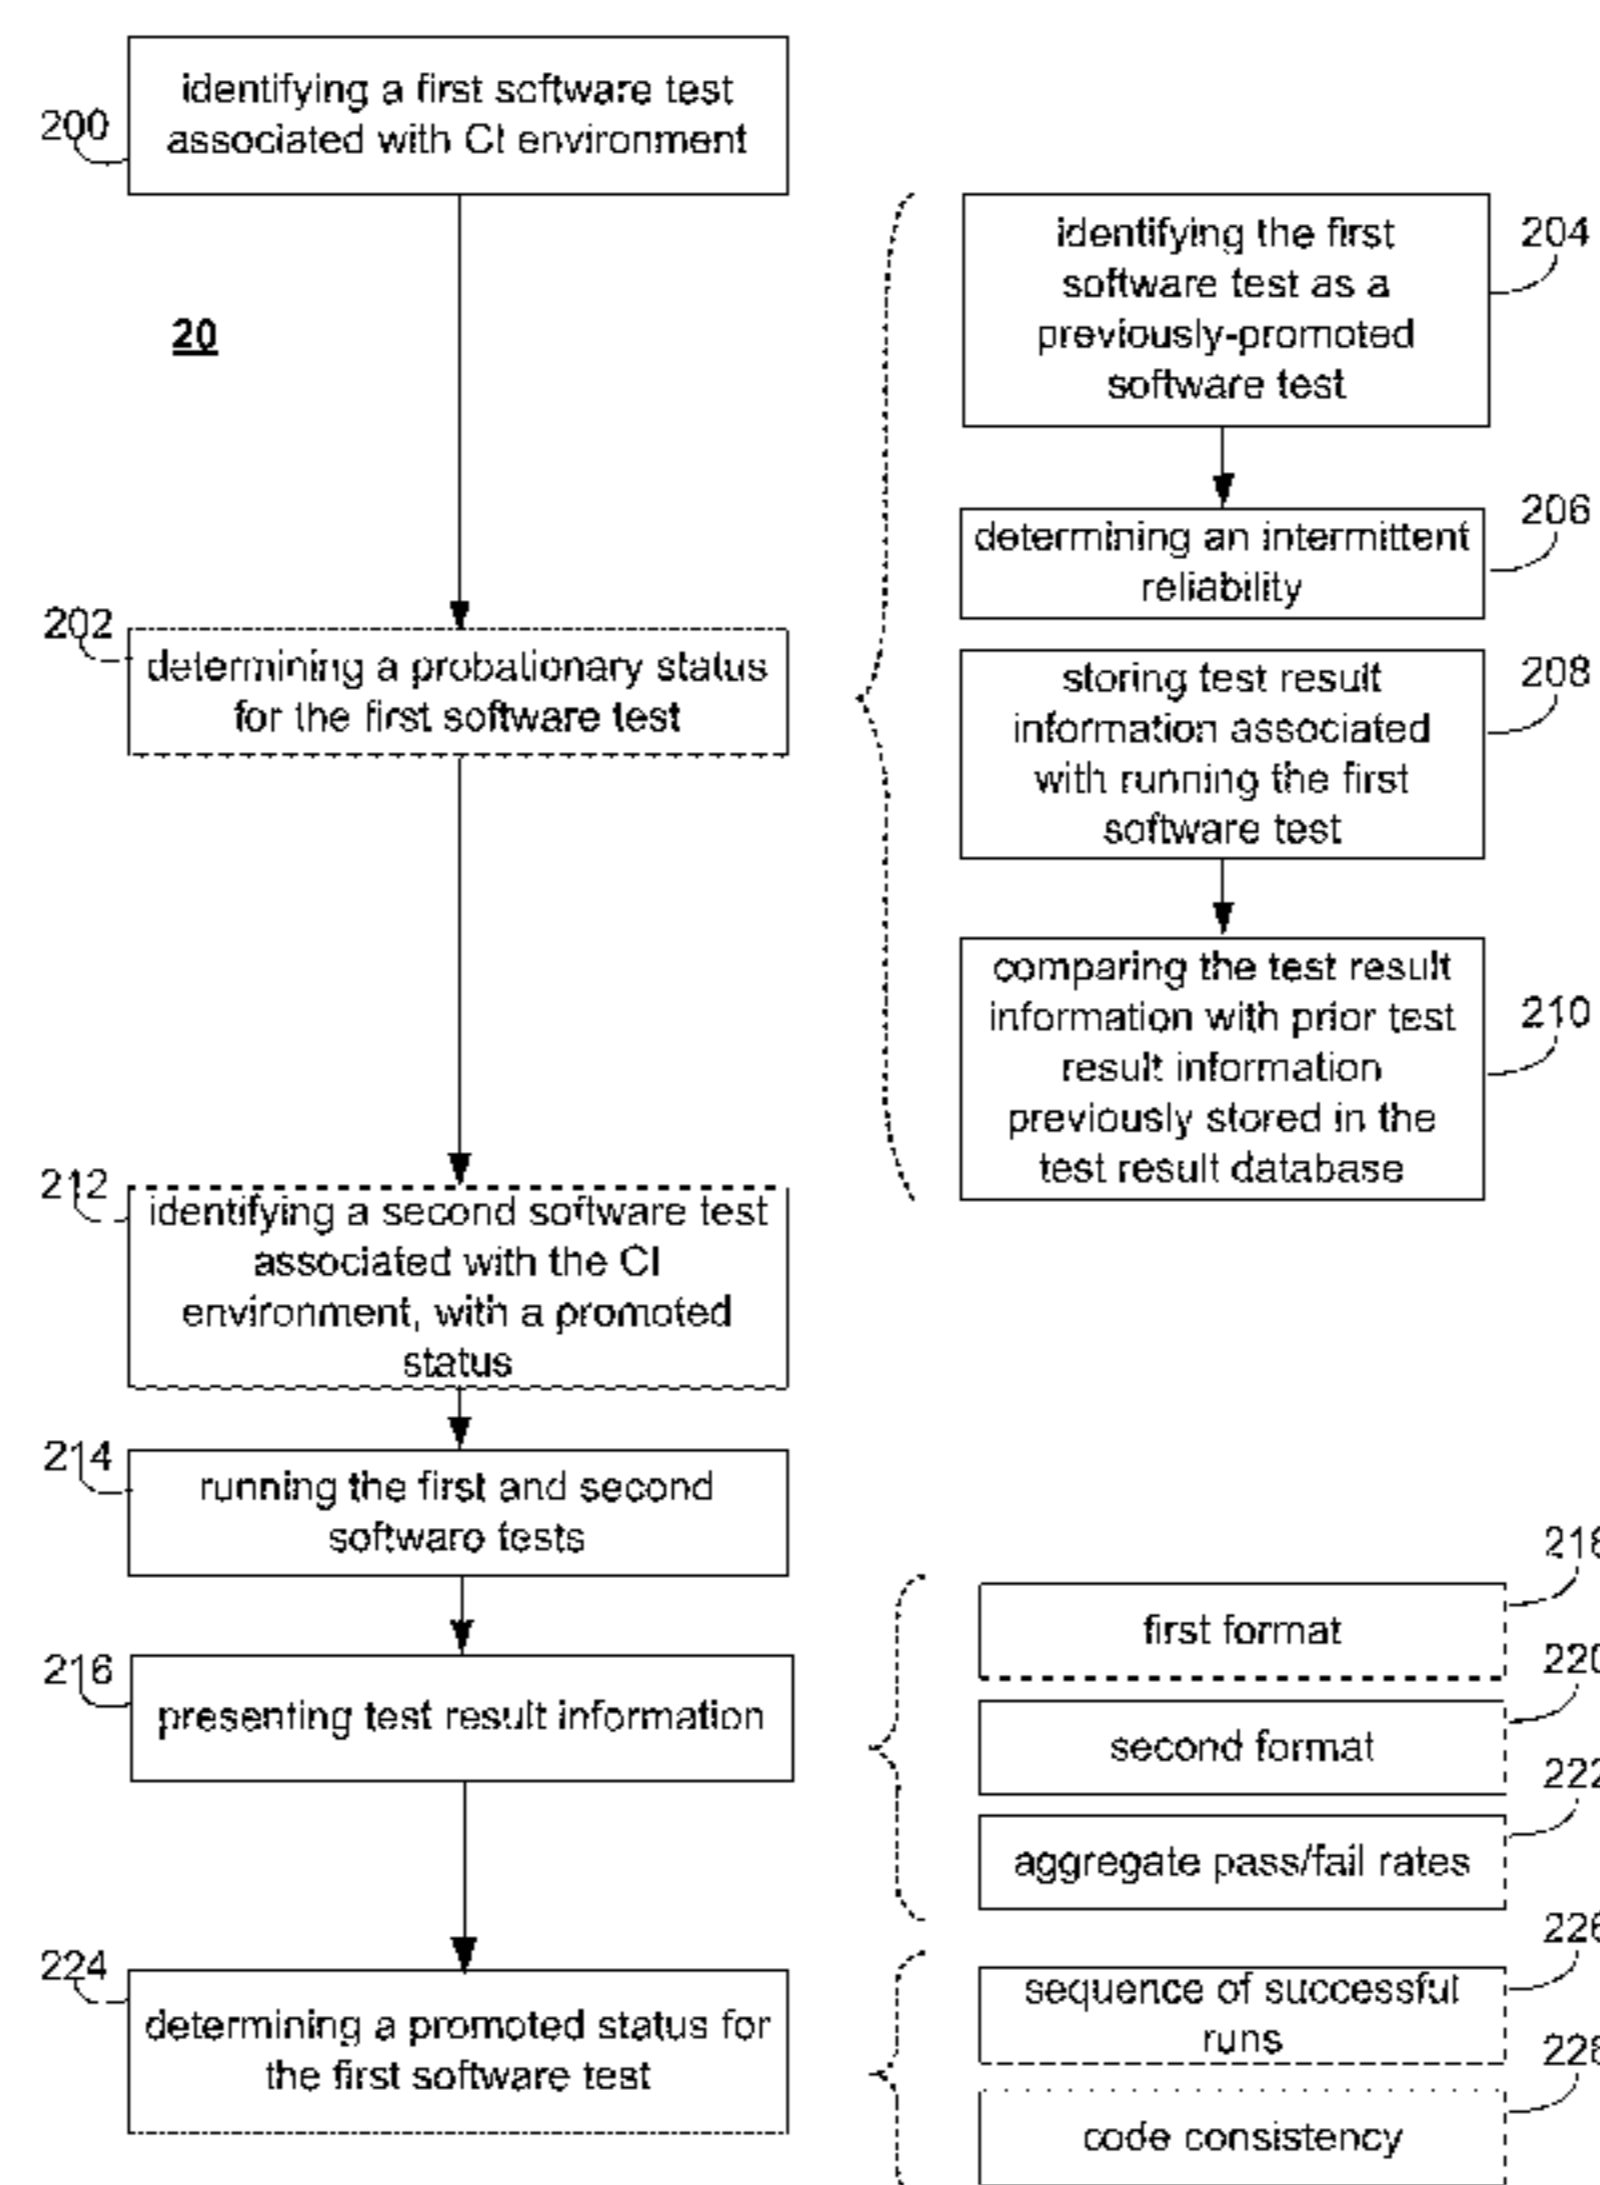 identifying a first software test
associated with CI environment
200
20
identifying the first
software test as a
previously-promoted
software test
204
determining an intermittent
reliability
206
202
determining a probationary status
for the first software test
storing test result
information associated
with running the first
software test
208
comparing the test result
information with prior test
result information
previously stored in the
test result database
210
212
identifying a second software test
associated with the CI
environment, with a promoted
status
214
running the first and second
software tests
216
presenting test result information
218
first format
220
second format
222
aggregate pass/fail rates
224
determining a promoted status for
the first software test
226
sequence of successful
runs
228
code consistency